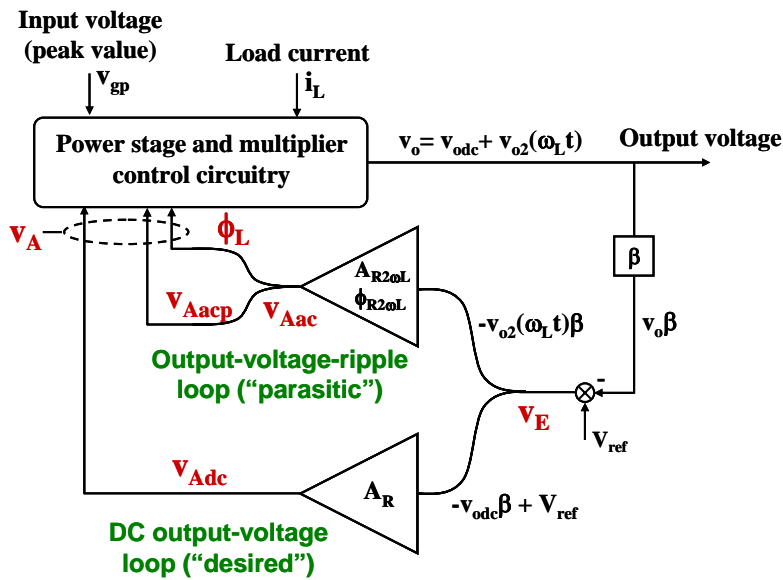 Input voltage
(peak value)
v_gp
Load current
i_L
Power stage and multiplier
control circuitry
v_o= v_odc+ v_o2(ω_Lt)
Output voltage
v_A
ϕ_L
A_R2ωL
ϕ_R2ωL
β
v_Aacp
v_Aac
-v_o2(ω_Lt)β
v_oβ
Output-voltage-ripple
loop (“parasitic”)
-
v_E
V_ref
v_Adc
A_R
-v_odcβ + V_ref
DC output-voltage
loop (“desired”)